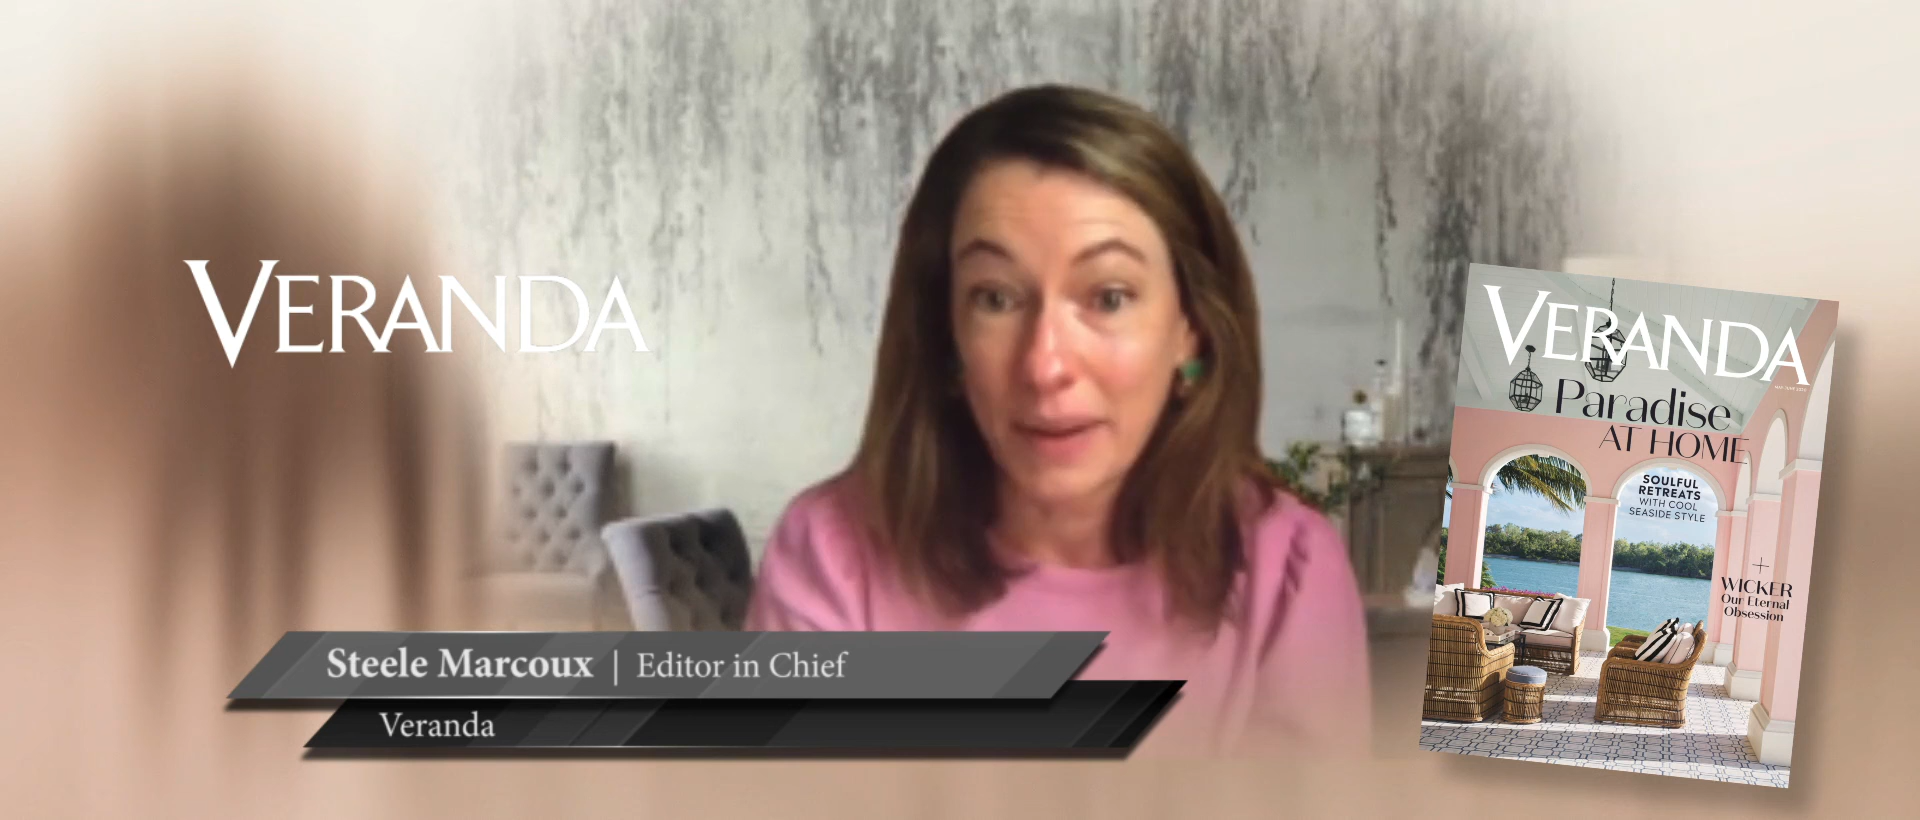 VERANDA
Steele Marcoux | Editor in Chief
Veranda
VERANDA
Paradise
AT HOME
SOULFUL
RETREATS
WITH COOL
SEASIDE STYLE
+
WICKER
Our Eternal
Obsession